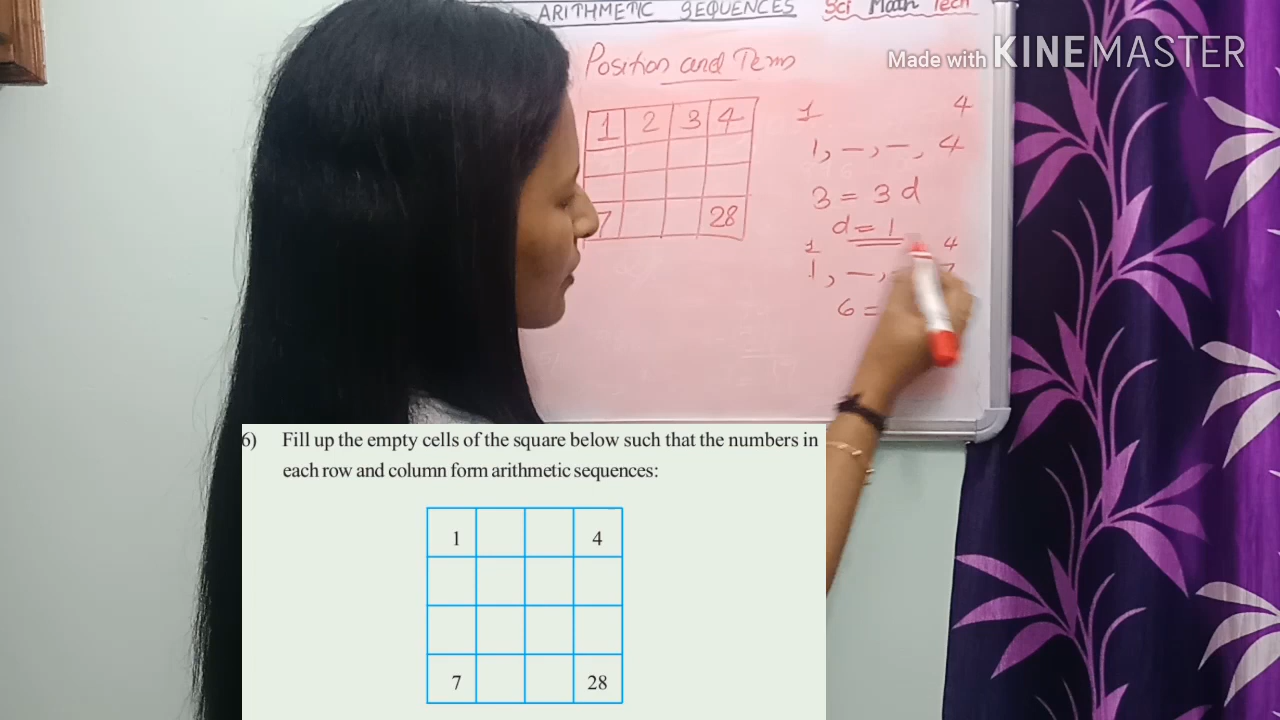 ARITHMETIC SEQUENCES Sci Math Tech
Made with KINEMASTER
Position and Term
1 2 3 4
7 28
1 4
1, –, –, 4
3 = 3d
d = 1
1 4
1, –, – 7
6 =
6) Fill up the empty cells of the square below such that the numbers in
each row and column form arithmetic sequences:
1 4
7 28